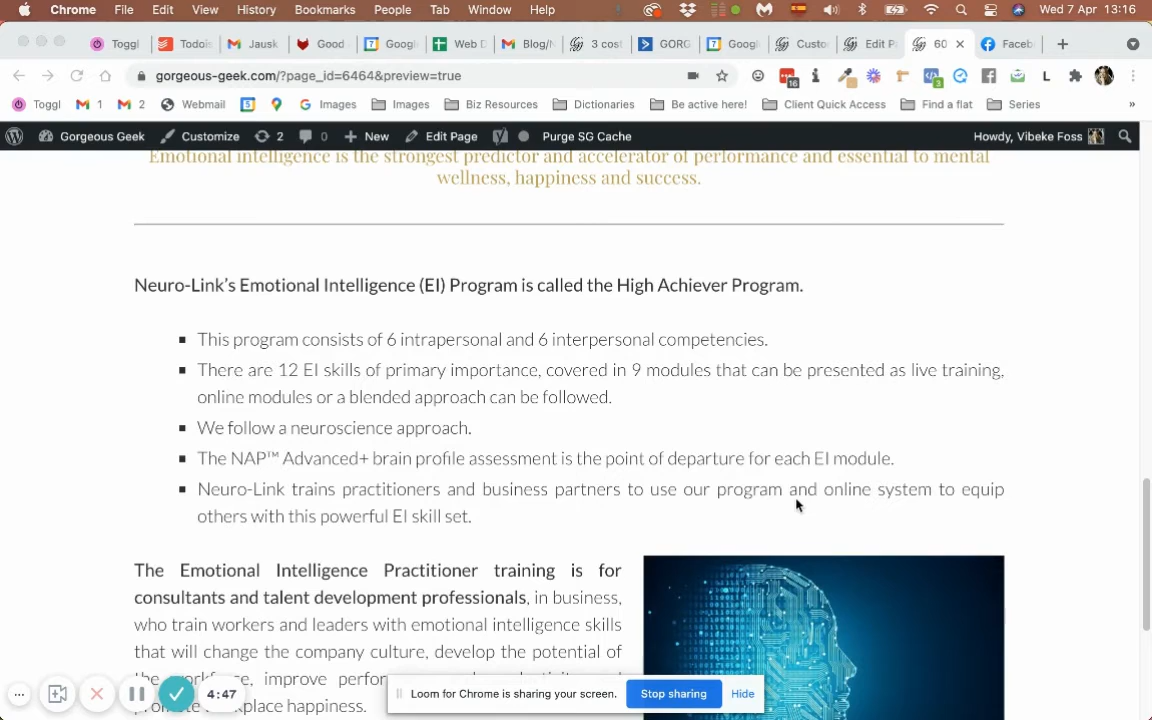 Chrome File Edit View History Bookmarks People Tab Window Help Wed 7 Apr 13:16
Toggl Todois Gmail Jausk Good Googl Web D Blog/N 3 cos GORG Googl Custo Edit P 60 Faceb
gorgeous-geek.com/?page_id=6464&preview=true 16 3 L
Toggl 1 2 Webmail Images Images Biz Resources Dictionaries Be active here! Client Quick Access Find a flat Series »
Gorgeous Geek Customize 2 0 New Edit Page Purge SG Cache Howdy, Vibeke Foss
Emotional intelligence is the strongest predictor and accelerator of performance and essential to mental
wellness, happiness and success.
Neuro-Link's Emotional Intelligence (EI) Program is called the High Achiever Program.
This program consists of 6 intrapersonal and 6 interpersonal competencies.
There are 12 EI skills of primary importance, covered in 9 modules that can be presented as live training,
online modules or a blended approach can be followed.
We follow a neuroscience approach.
The NAP™ Advanced+ brain profile assessment is the point of departure for each EI module.
Neuro-Link trains practitioners and business partners to use our program and online system to equip
others with this powerful EI skill set.
The Emotional Intelligence Practitioner training is for
consultants and talent development professionals, in business,
who train workers and leaders with emotional intelligence skills
that will change the company culture, develop the potential of
the improve
happiness.
4:47 Loom for Chrome is sharing your screen. Stop sharing Hide